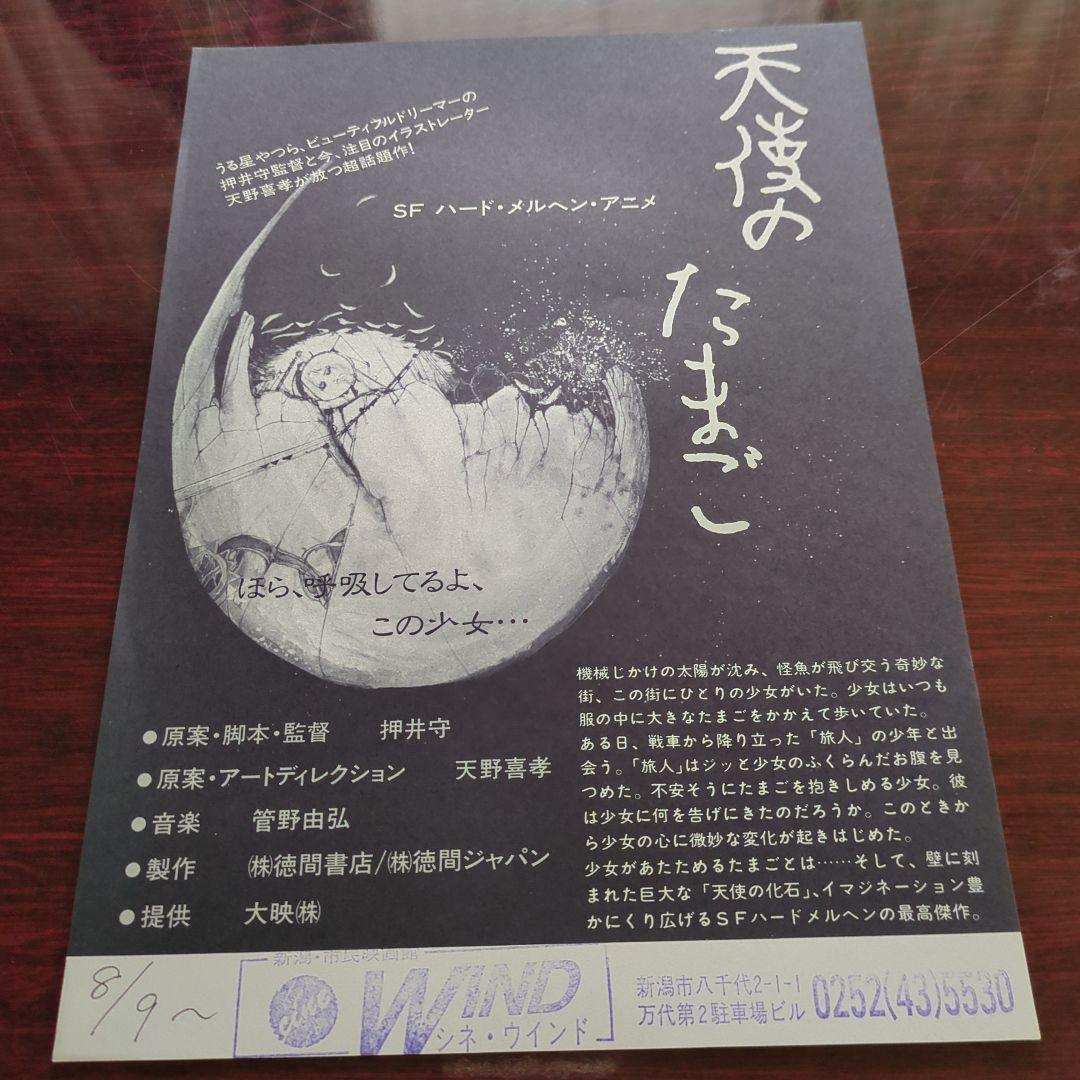 天使の
たまご
うる星やつら、ビューティフルドリーマーの
押井守監督と今、注目のイラストレーター
天野喜孝が放つ超話題作!
SF ハード・メルヘン・アニメ
ほら、呼吸してるよ、
この少女…
●原案・脚本・監督 押井守
●原案・アートディレクション 天野喜孝
●音楽 管野由弘
●製作 ㈱徳間書店/㈱徳間ジャパン
●提供 大映㈱
機械じかけの太陽が沈み、怪魚が飛び交う奇妙な
街、この街にひとりの少女がいた。少女はいつも
服の中に大きなたまごをかかえて歩いていた。
ある日、戦車から降り立った「旅人」の少年と出
会う。「旅人」はジッと少女のふくらんだお腹を見
つめた。不安そうにたまごを抱きしめる少女。彼
は少女に何を告げにきたのだろうか。このときか
ら少女の心に微妙な変化が起きはじめた。
少女があたためるたまごとは……そして、壁に刻
まれた巨大な「天使の化石」、イマジネーション豊
かにくり広げるSFハードメルヘンの最高傑作。
8/9~
新潟・市民映画館
WIND
シネ・ウインド
新潟市八千代2-1-1
万代第2駐車場ビル
0252(43)5530